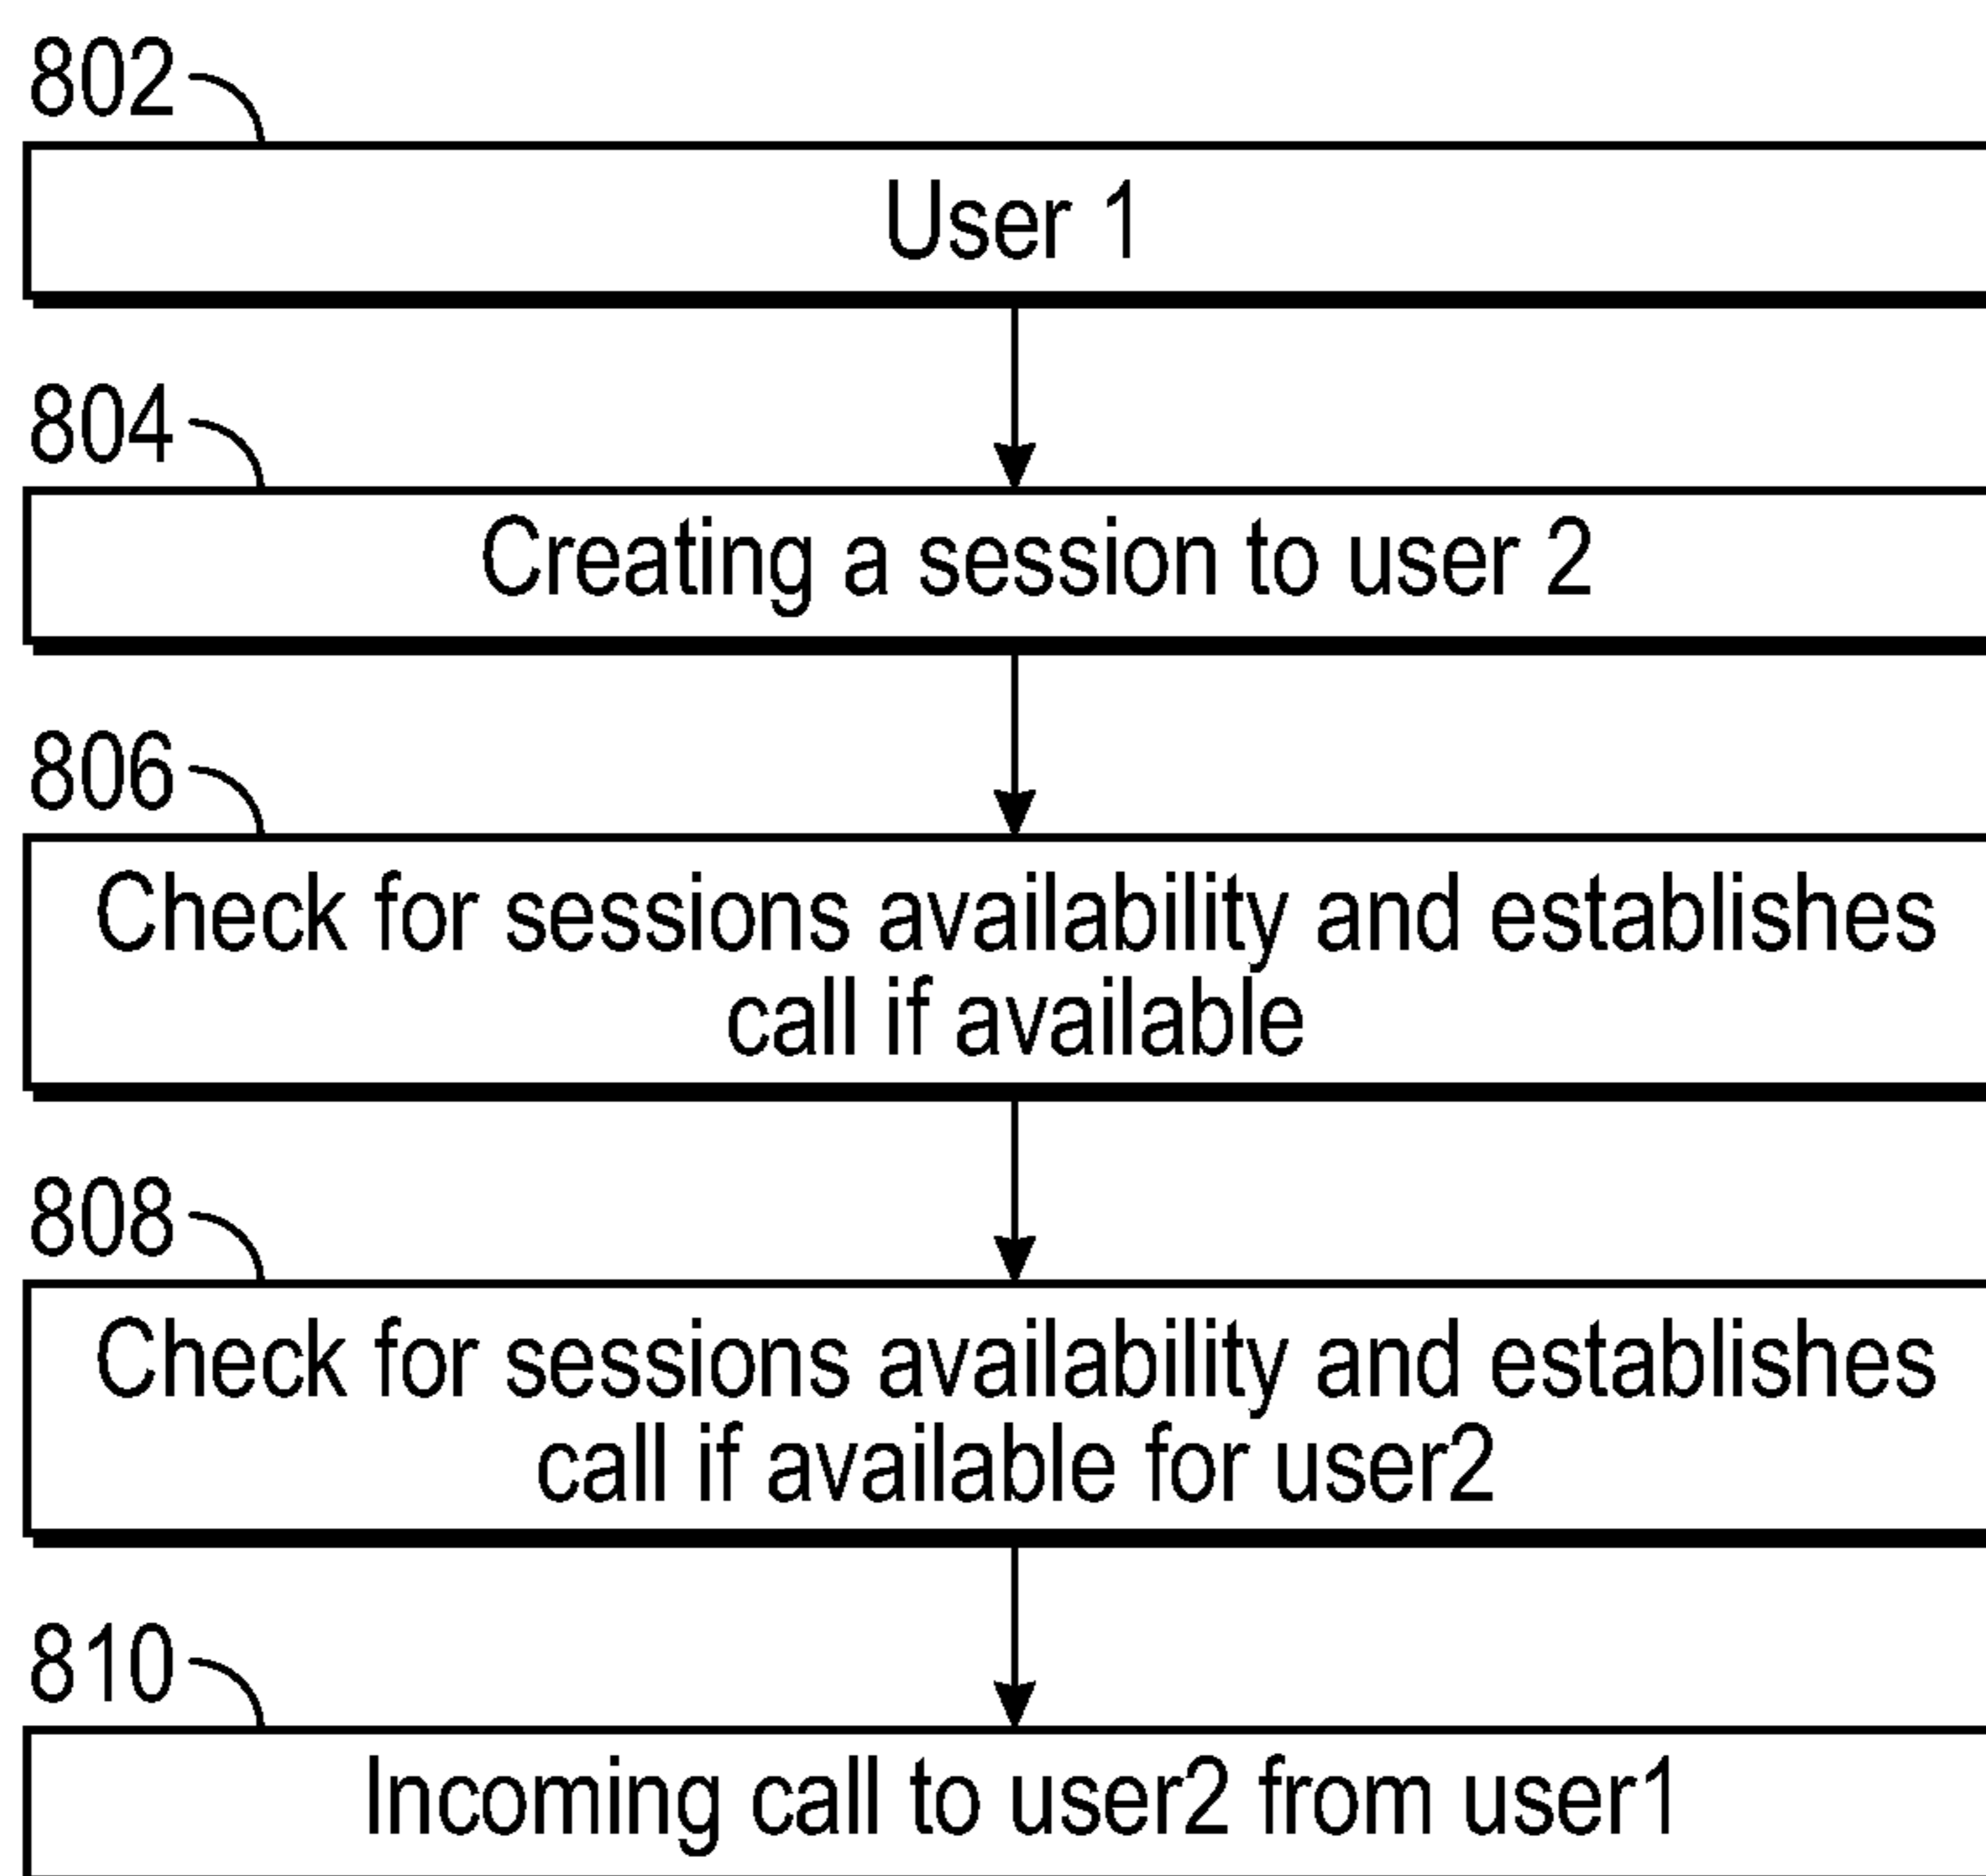 802
User 1
804
Creating a session to user 2
806
Check for sessions availability and establishes
call if available
808
Check for sessions availability and establishes
call if available for user2
810
Incoming call to user2 from user1